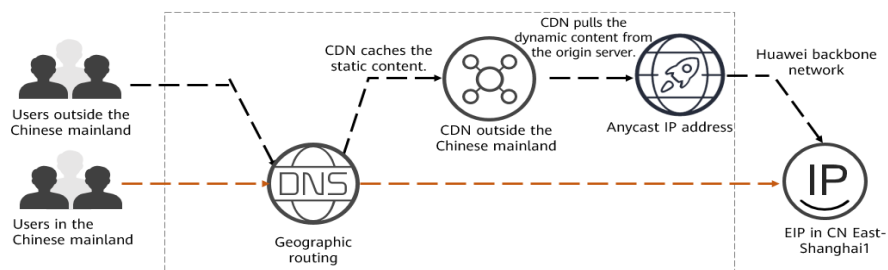 Users outside the
Chinese mainland
Users in the
Chinese mainland
CDN caches the
static content.
DNS
Geographic
routing
CDN outside the
Chinese mainland
CDN pulls the
dynamic content from
the origin server.
Anycast IP address
Huawei backbone
network
IP
EIP in CN East-
Shanghai1